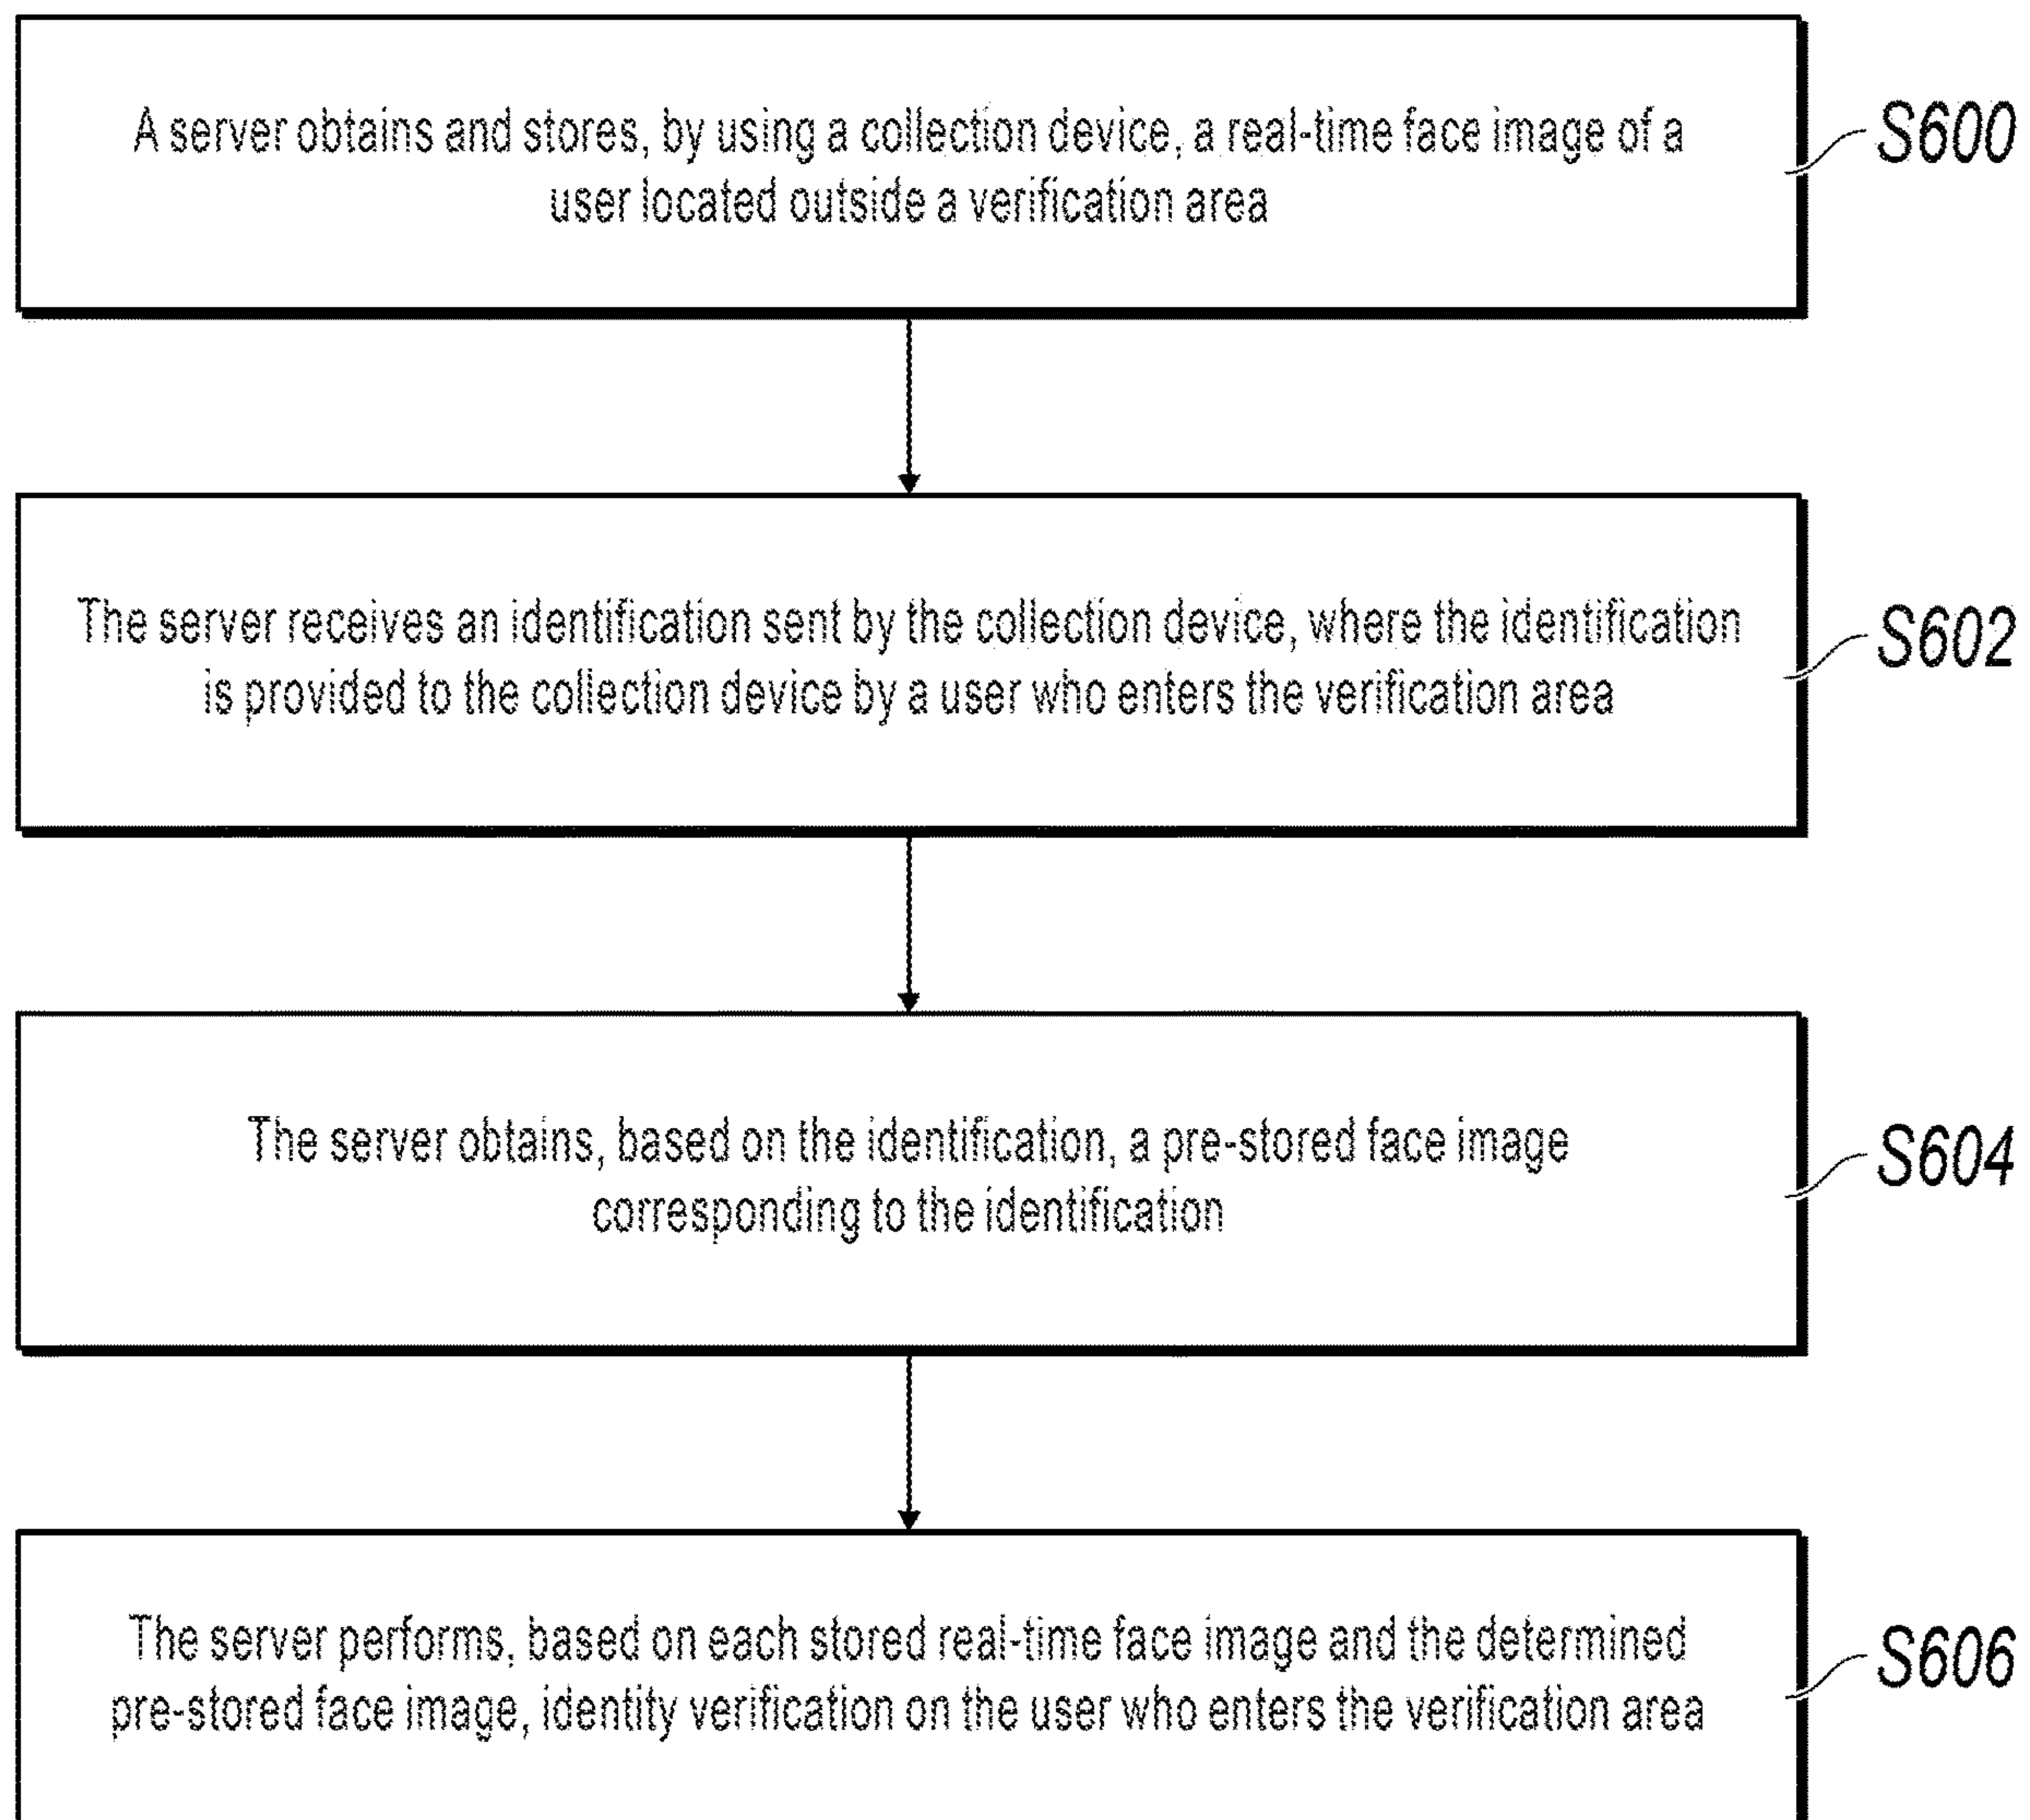 A server obtains and stores, by using a collection device, a real-time face image of a
user located outside a verification area
S600
The server receives an identification sent by the collection device, where the identification
is provided to the collection device by a user who enters the verification area
S602
The server obtains, based on the identification, a pre-stored face image
corresponding to the identification
S604
The server performs, based on each stored real-time face image and the determined
pre-stored face image, identity verification on the user who enters the verification area
S606